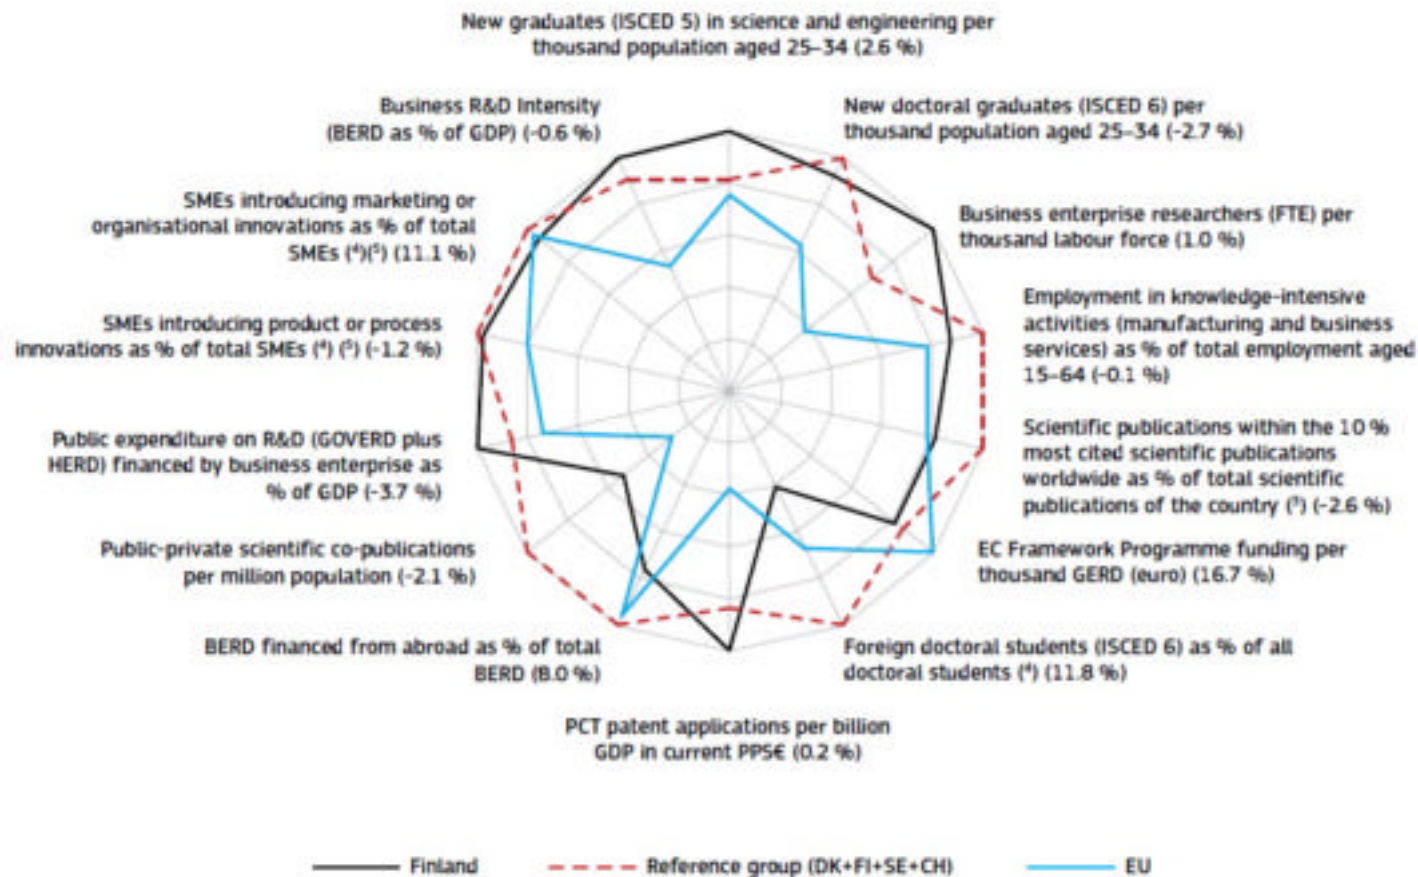 New graduates (ISCED 5) in science and engineering per
thousand population aged 25–34 (2.6 %)
Business R&D Intensity
(BERD as % of GDP) (-0.6 %)
New doctoral graduates (ISCED 6) per
thousand population aged 25–34 (-2.7 %)
SMEs introducing marketing or
organisational innovations as % of total
SMEs (⁴)(⁵) (11.1 %)
Business enterprise researchers (FTE) per
thousand labour force (1.0 %)
SMEs introducing product or process
innovations as % of total SMEs (⁴) (⁵) (-1.2 %)
Employment in knowledge-intensive
activities (manufacturing and business
services) as % of total employment aged
15–64 (-0.1 %)
Public expenditure on R&D (GOVERD plus
HERD) financed by business enterprise as
% of GDP (-3.7 %)
Scientific publications within the 10 %
most cited scientific publications
worldwide as % of total scientific
publications of the country (³) (-2.6 %)
Public-private scientific co-publications
per million population (-2.1 %)
EC Framework Programme funding per
thousand GERD (euro) (16.7 %)
BERD financed from abroad as % of total
BERD (8.0 %)
Foreign doctoral students (ISCED 6) as % of all
doctoral students (⁴) (11.8 %)
PCT patent applications per billion
GDP in current PPS€ (0.2 %)
Finland
Reference group (DK+FI+SE+CH)
EU